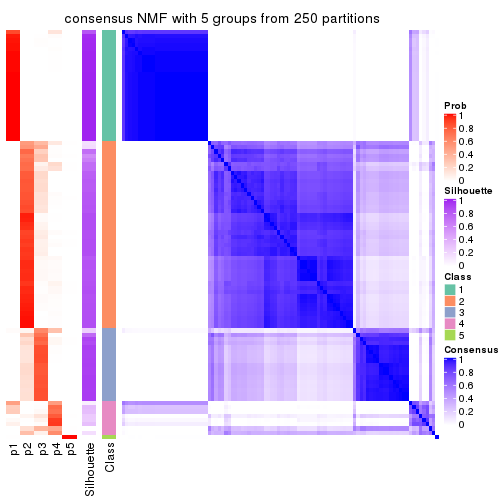 consensus NMF with 5 groups from 250 partitions
Prob
1
0.8
0.6
0.4
0.2
0
Silhouette
1
0.8
0.6
0.4
0.2
0
Class
1
2
3
4
5
Consensus
1
0.8
0.6
0.4
0.2
0
p1
p2
p3
p4
p5
Silhouette
Class